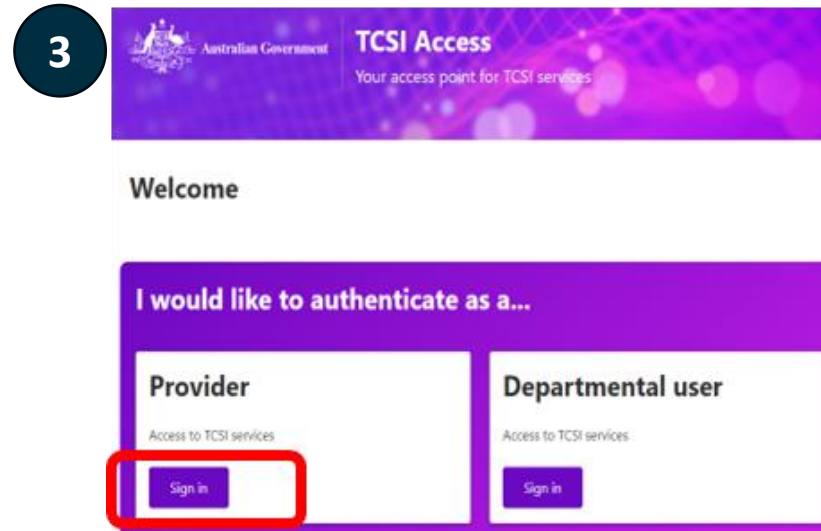 3
Australian Government
TCSI Access
Your access point for TCSI services
Welcome
I would like to authenticate as a...
Provider
Access to TCSI services
Sign in
Departmental user
Access to TCSI services
Sign in